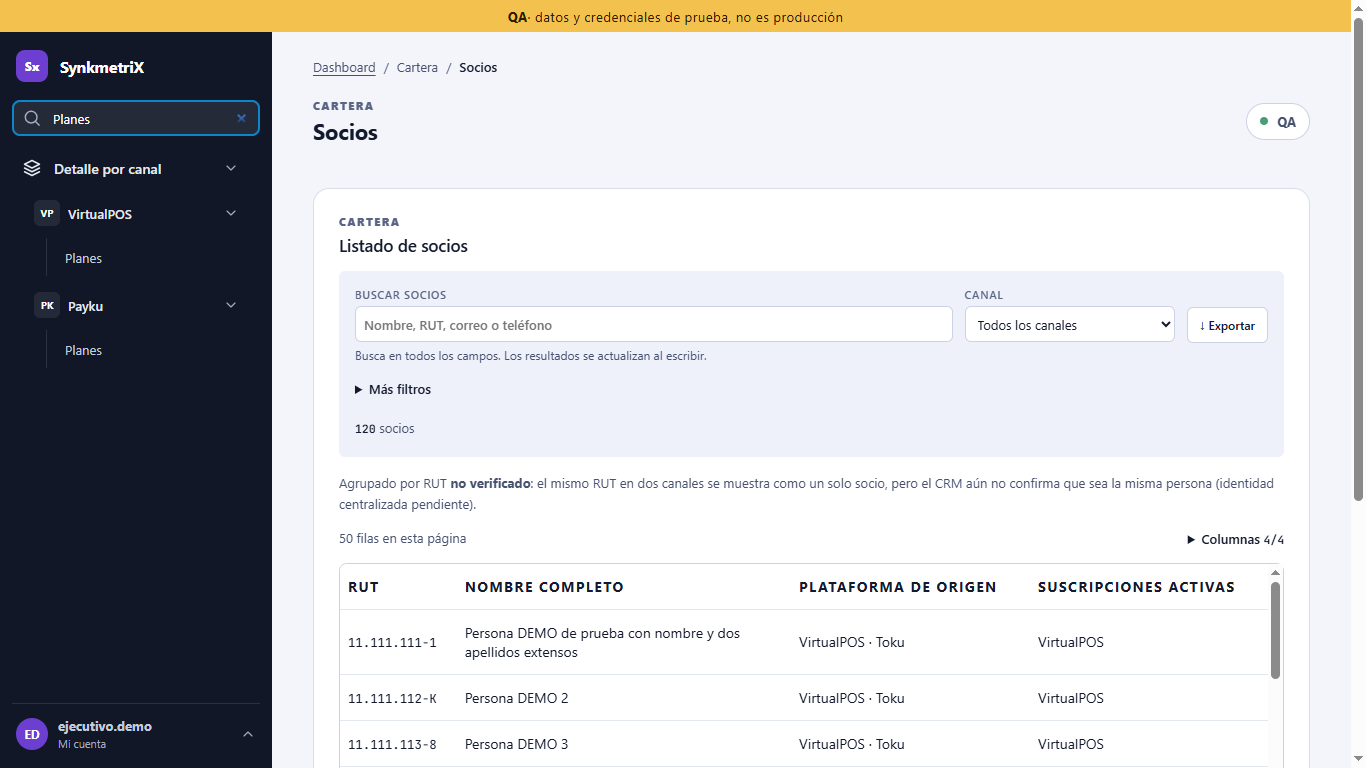 QA· datos y credenciales de prueba, no es producción
Sx SynkmetriX
Planes
Detalle por canal
VP VirtualPOS
Planes
PK Payku
Planes
ED ejecutivo.demo
Mi cuenta
Dashboard / Cartera / Socios
CARTERA
Socios
QA
CARTERA
Listado de socios
BUSCAR SOCIOS
CANAL
Nombre, RUT, correo o teléfono
Todos los canales
↓ Exportar
Busca en todos los campos. Los resultados se actualizan al escribir.
▶ Más filtros
120 socios
Agrupado por RUT no verificado: el mismo RUT en dos canales se muestra como un solo socio, pero el CRM aún no confirma que sea la misma persona (identidad
centralizada pendiente).
50 filas en esta página
▶ Columnas 4/4
RUT NOMBRE COMPLETO PLATAFORMA DE ORIGEN SUSCRIPCIONES ACTIVAS
11.111.111-1 Persona DEMO de prueba con nombre y dos apellidos extensos VirtualPOS · Toku VirtualPOS
11.111.112-K Persona DEMO 2 VirtualPOS · Toku VirtualPOS
11.111.113-8 Persona DEMO 3 VirtualPOS · Toku VirtualPOS